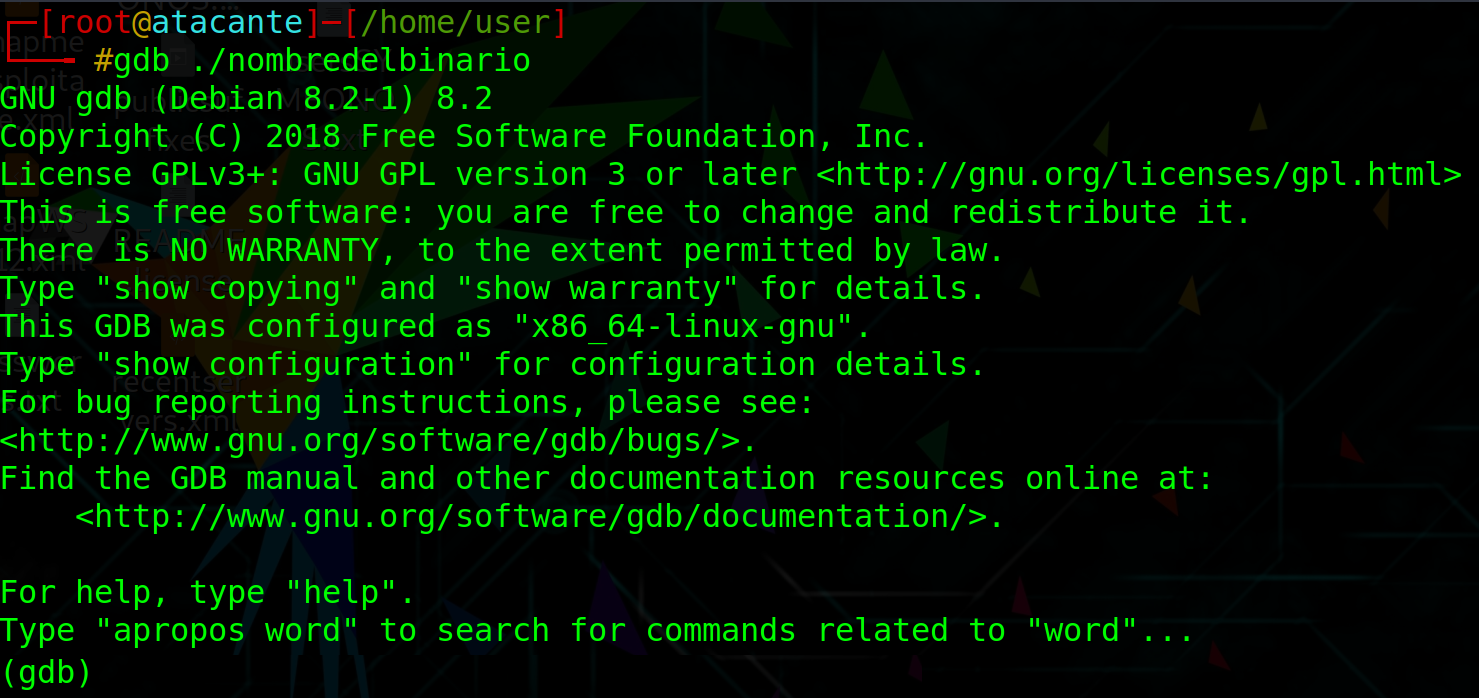 [root@atacante]─[/home/user]
#gdb ./nombredelbinario
GNU gdb (Debian 8.2-1) 8.2
Copyright (C) 2018 Free Software Foundation, Inc.
License GPLv3+: GNU GPL version 3 or later <http://gnu.org/licenses/gpl.html>
This is free software: you are free to change and redistribute it.
There is NO WARRANTY, to the extent permitted by law.
Type "show copying" and "show warranty" for details.
This GDB was configured as "x86_64-linux-gnu".
Type "show configuration" for configuration details.
For bug reporting instructions, please see:
<http://www.gnu.org/software/gdb/bugs/>.
Find the GDB manual and other documentation resources online at:
    <http://www.gnu.org/software/gdb/documentation/>.

For help, type "help".
Type "apropos word" to search for commands related to "word"...
(gdb)